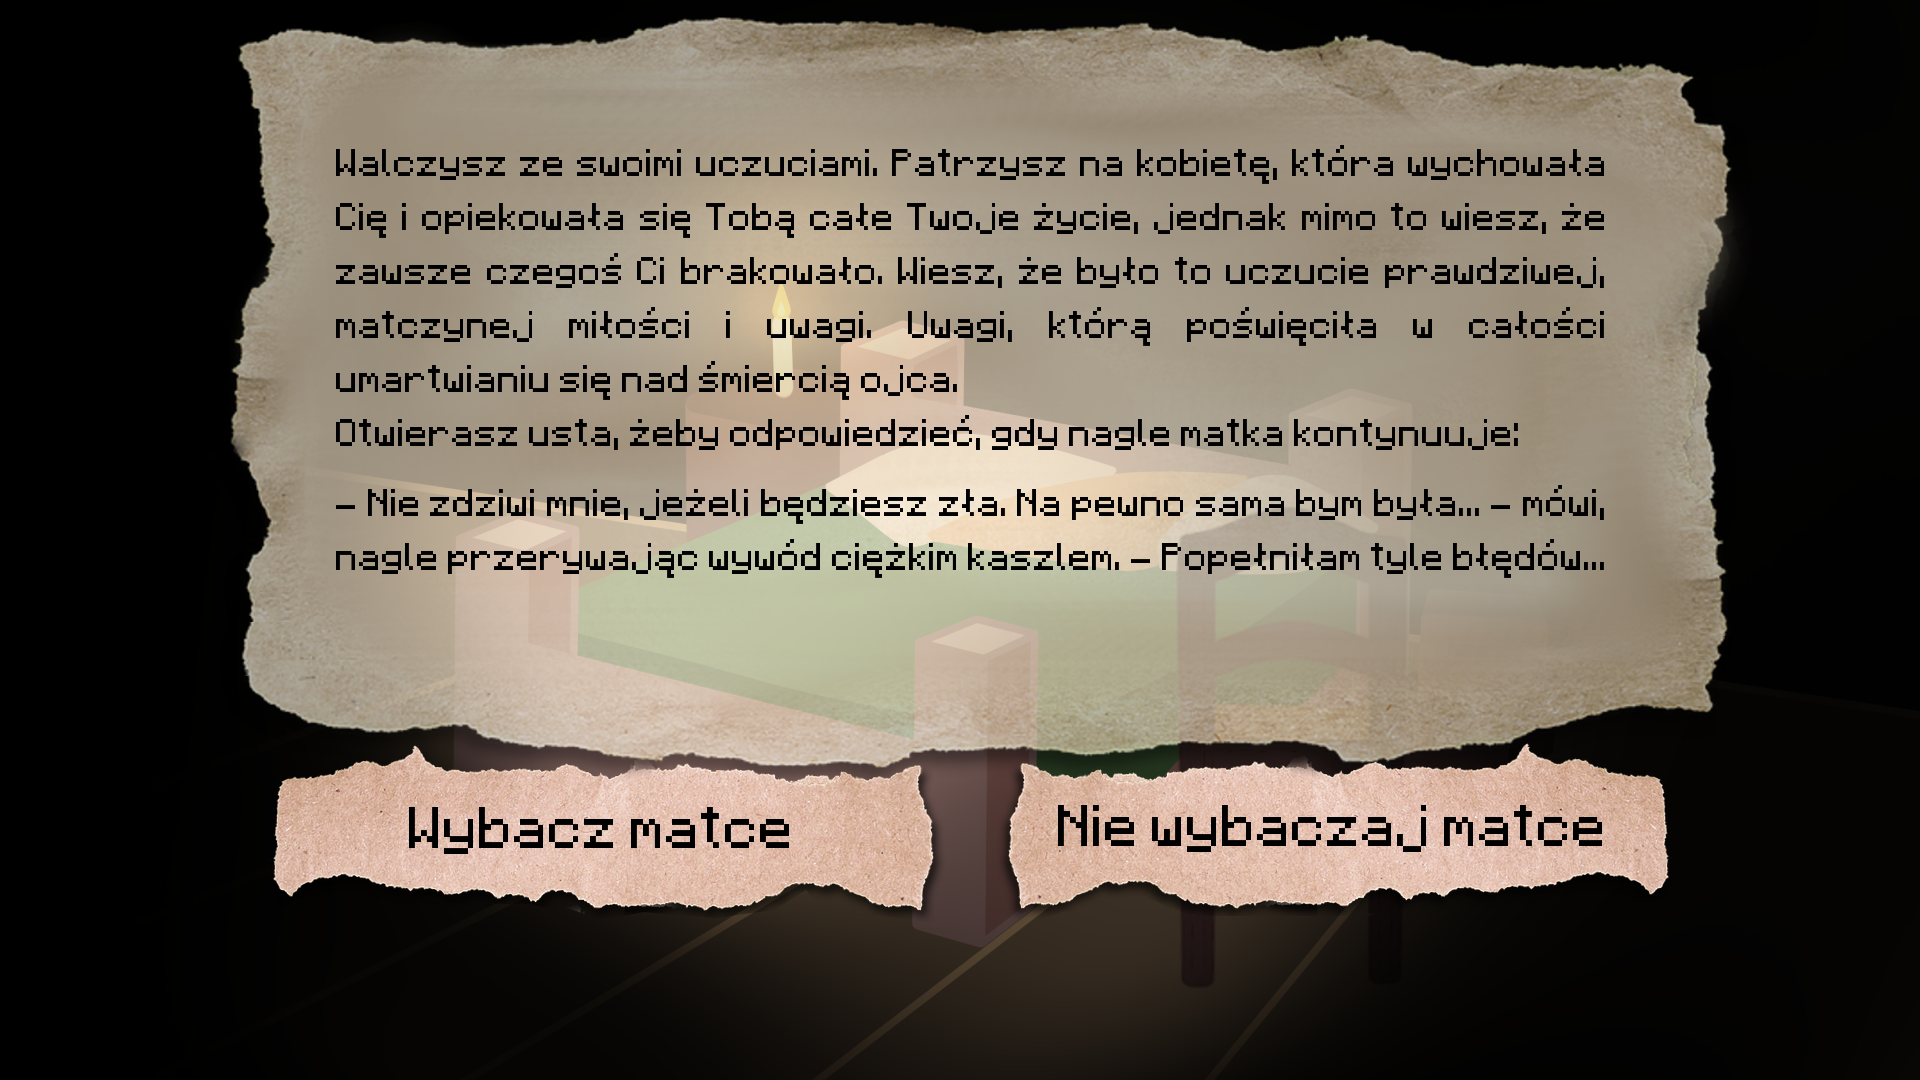 Walczysz ze swoimi uczuciami. Patrzysz na kobietę, która wychowała
Cię i opiekowała się Tobą całe Twoje życie, jednak mimo to wiesz, że
zawsze czegoś Ci brakowało. Wiesz, że było to uczucie prawdziwej,
matczynej miłości i uwagi. Uwagi, którą poświęciła w całości
umartwianiu się nad śmiercią ojca.
Otwierasz usta, żeby odpowiedzieć, gdy nagle matka kontynuuje:
– Nie zdziwi mnie, jeżeli będziesz zła. Na pewno sama bym była... – mówi,
nagle przerywając wywód ciężkim kaszlem. – Popełniłam tyle błędów...
Wybacz matce
Nie wybaczaj matce